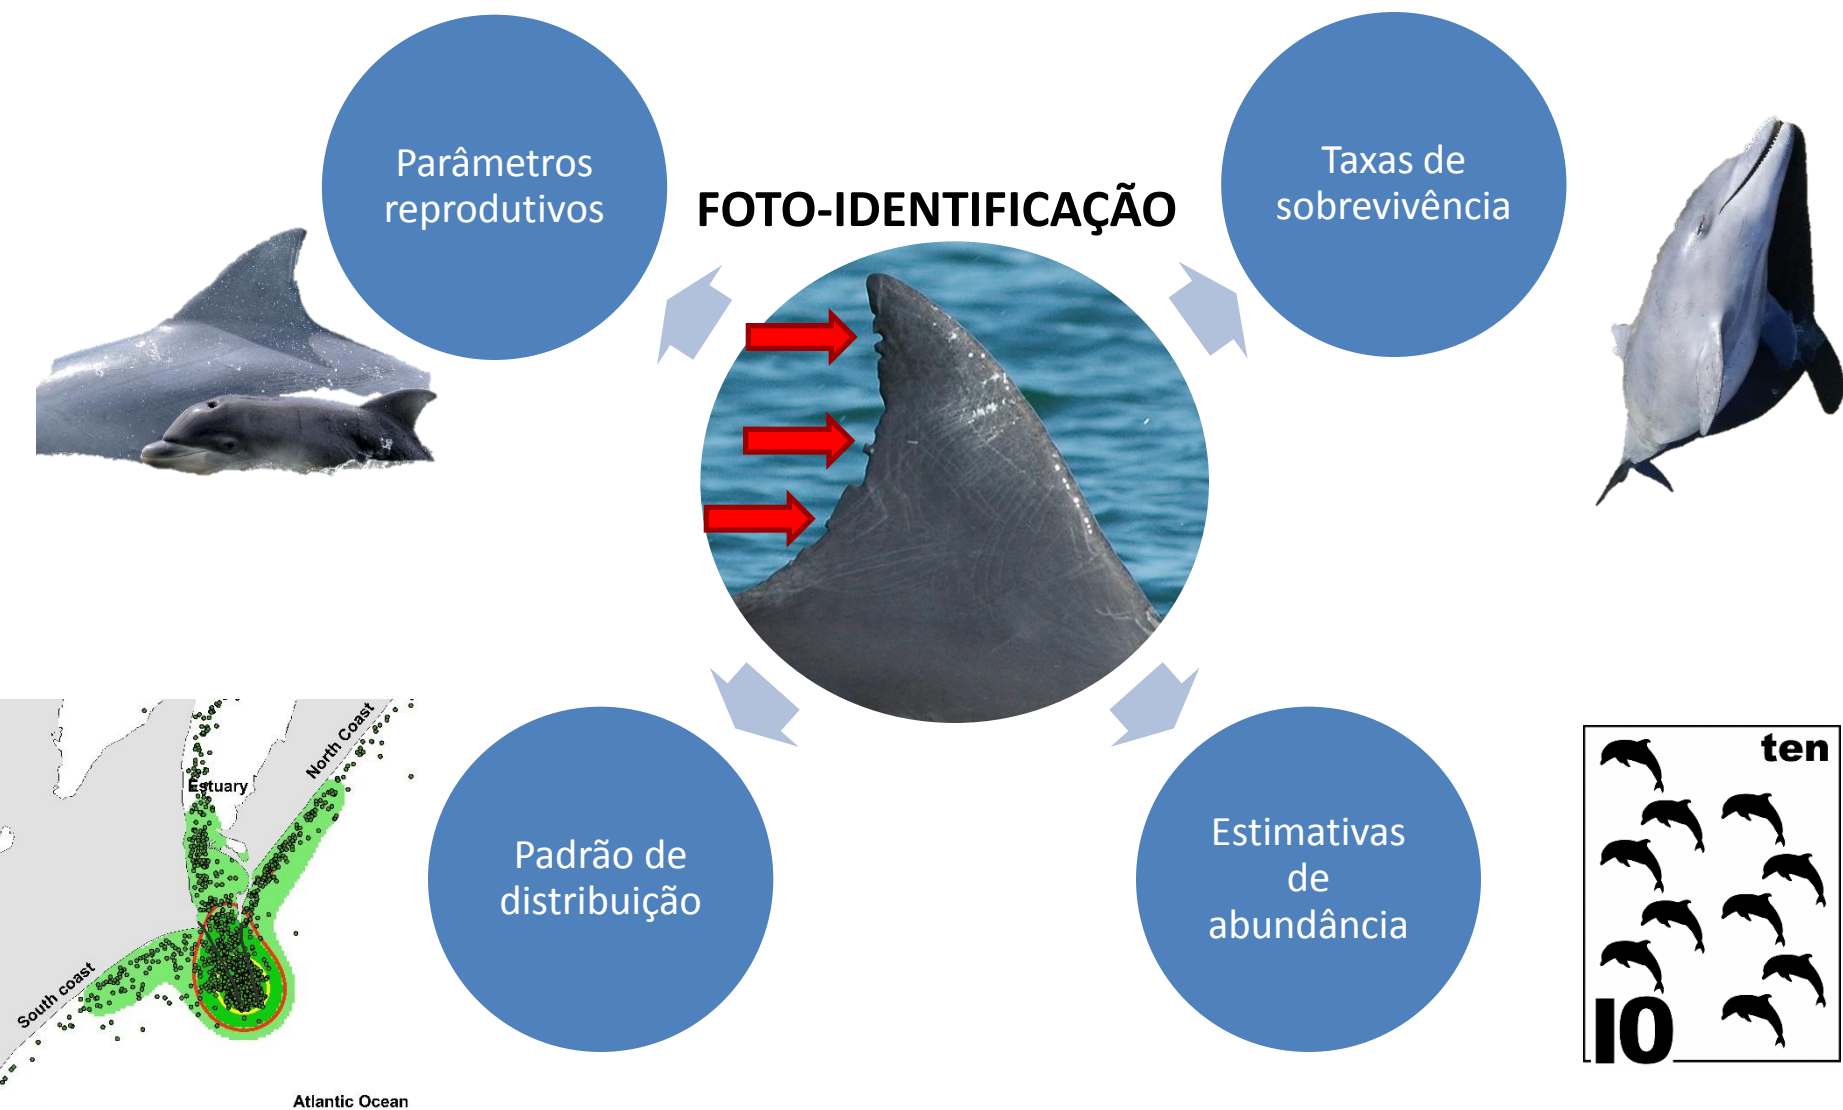 Parâmetros
reprodutivos
Taxas de
sobrevivência
FOTO-IDENTIFICAÇÃO
Padrão de
distribuição
Estimativas
de
abundância
North Coast
Estuary
South coast
Atlantic Ocean
ten
10